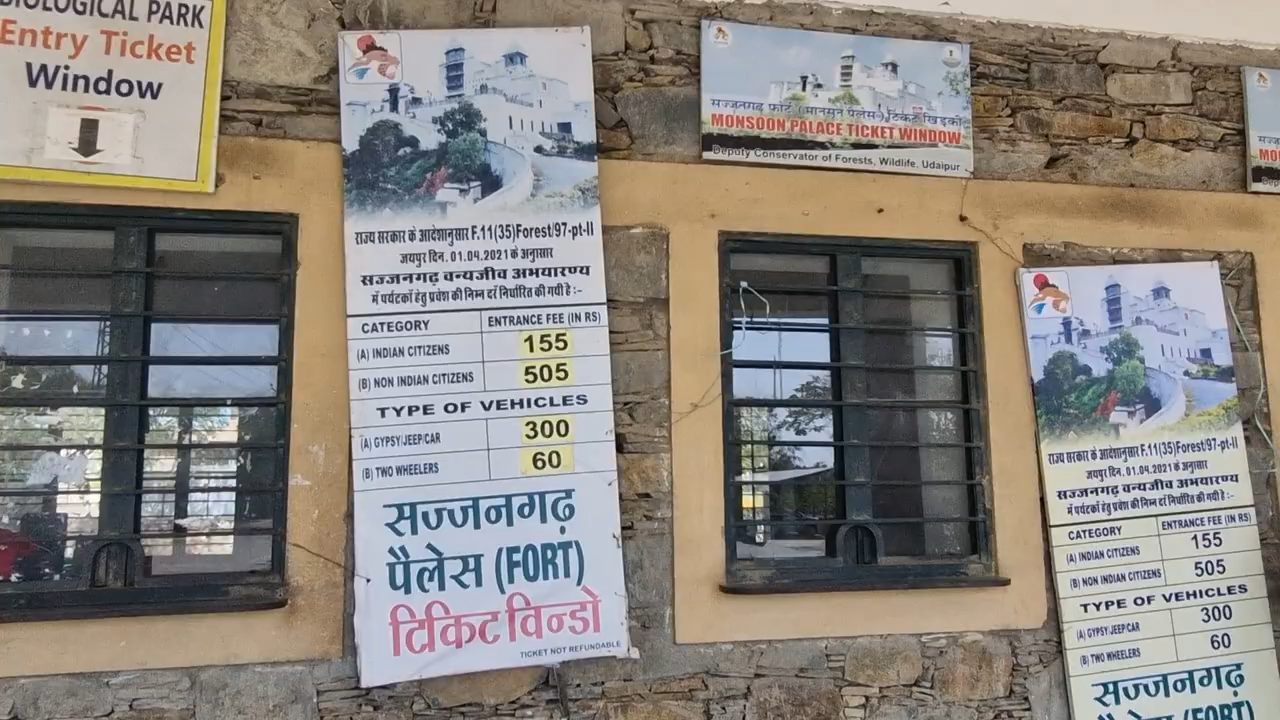 BIOLOGICAL PARK
Entry Ticket
Window
राज्य सरकार के आदेशानुसार F.11(35)Forest/97-pt-II
जयपुर दिन. 01.04.2021 के अनुसार
सज्जनगढ़ वन्यजीव अभयारण्य
में पर्यटकों हेतु प्रवेश की निम्न दरें निर्धारित की गयी है :-
CATEGORY ENTRANCE FEE (IN RS)
(A) INDIAN CITIZENS 155
(B) NON INDIAN CITIZENS 505
TYPE OF VEHICLES
(A) GYPSY/JEEP/CAR 300
(B) TWO WHEELERS 60
सज्जनगढ़
पैलेस (FORT)
टिकिट विन्डो
TICKET NOT REFUNDABLE
सज्जनगढ़ फोर्ट (मानसून पैलेस) टिकट खिड़की
MONSOON PALACE TICKET WINDOW
Deputy Conservator of Forests, Wildlife, Udaipur
राज्य सरकार के आदेशानुसार F.11(35)Forest/97-pt-II
जयपुर दिन. 01.04.2021 के अनुसार
सज्जनगढ़ वन्यजीव अभयारण्य
में पर्यटकों हेतु प्रवेश की निम्न दरें निर्धारित की गयी है :-
CATEGORY ENTRANCE FEE (IN RS)
(A) INDIAN CITIZENS 155
(B) NON INDIAN CITIZENS 505
TYPE OF VEHICLES
(A) GYPSY/JEEP/CAR 300
(B) TWO WHEELERS 60
सज्जनगढ़
पैलेस (FORT)